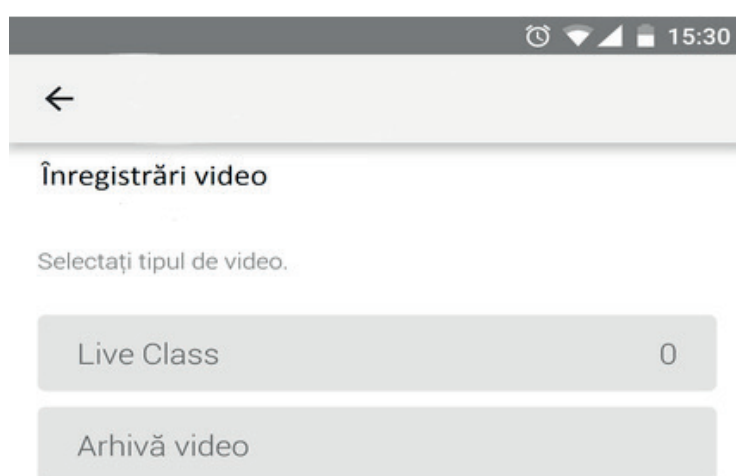 15:30
Înregistrări video
Selectați tipul de video.
Live Class 0
Arhivă video